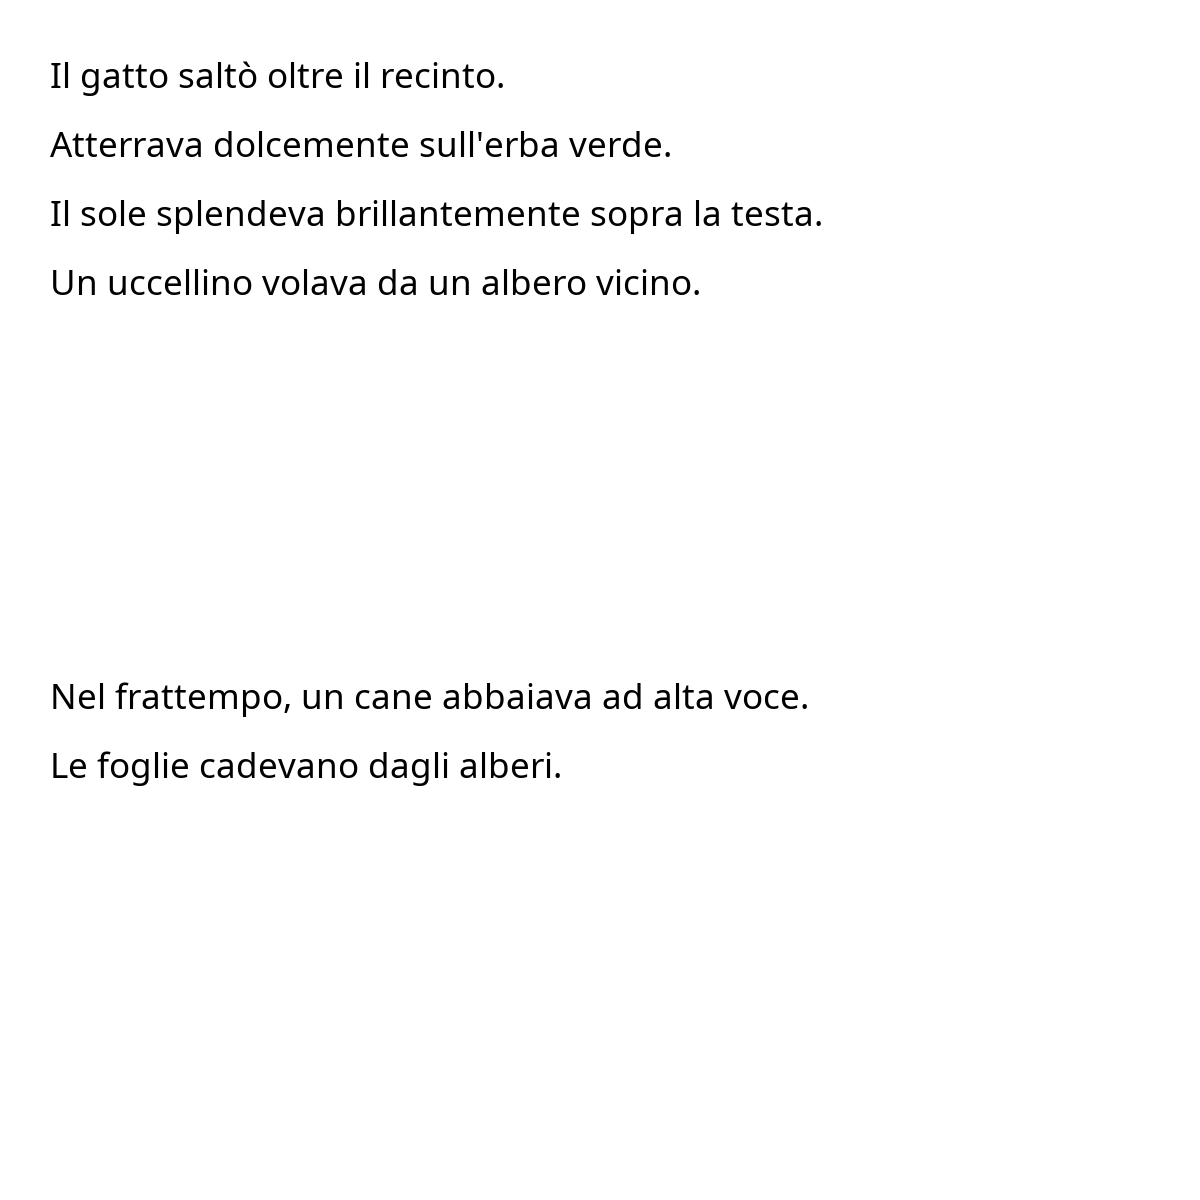 Il gatto saltò oltre il recinto.
Atterrava dolcemente sull'erba verde.
Il sole splendeva brillantemente sopra la testa.
Un uccellino volava da un albero vicino.
Nel frattempo, un cane abbaiava ad alta voce.
Le foglie cadevano dagli alberi.